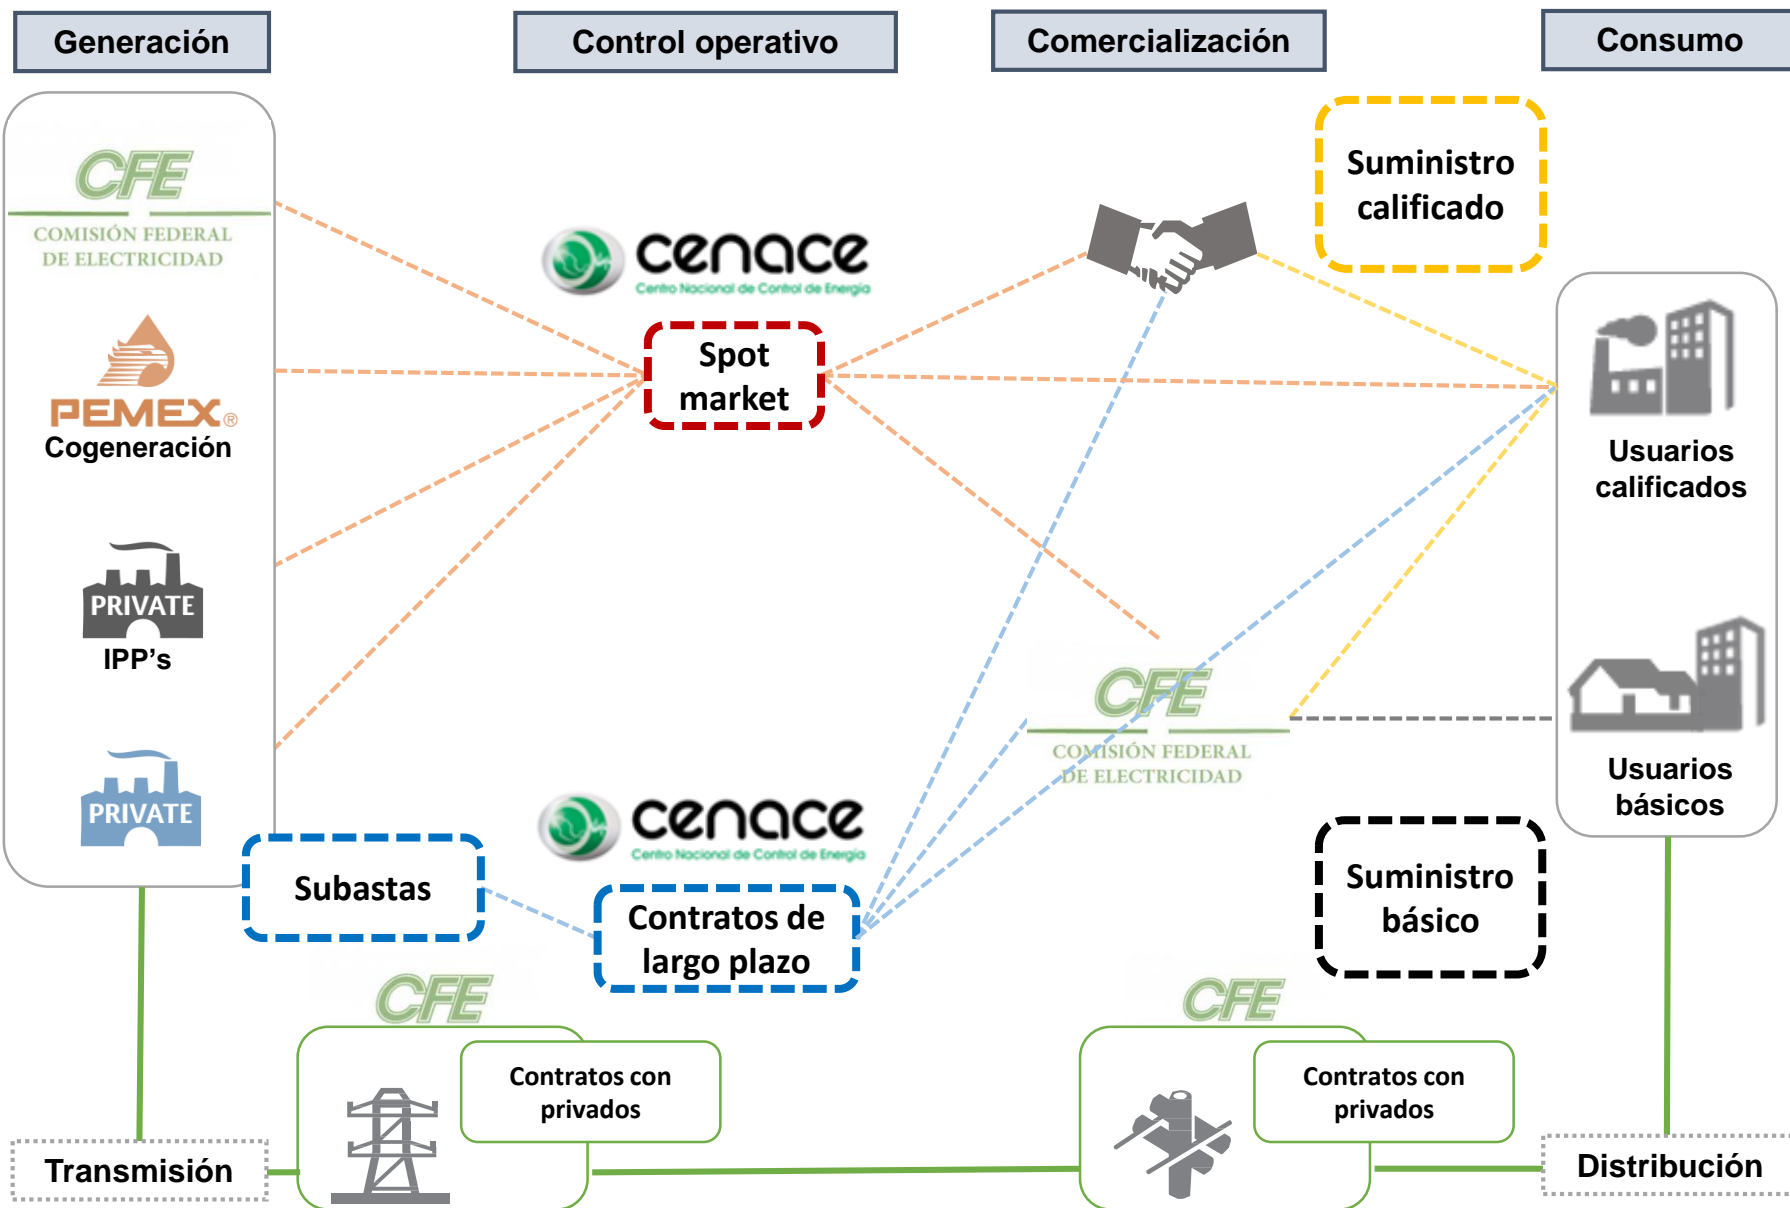 Generación
Control operativo
Comercialización
Consumo
CFE
COMISIÓN FEDERAL
DE ELECTRICIDAD
PEMEX®
Cogeneración
PRIVATE
IPP's
PRIVATE
Subastas
cenace
Centro Nacional de Control de Energía
Spot
market
cenace
Centro Nacional de Control de Energía
Contratos de
largo plazo
Suministro
calificado
CFE
COMISIÓN FEDERAL
DE ELECTRICIDAD
Suministro
básico
Usuarios
calificados
Usuarios
básicos
CFE
Contratos con
privados
CFE
Contratos con
privados
Transmisión
Distribución